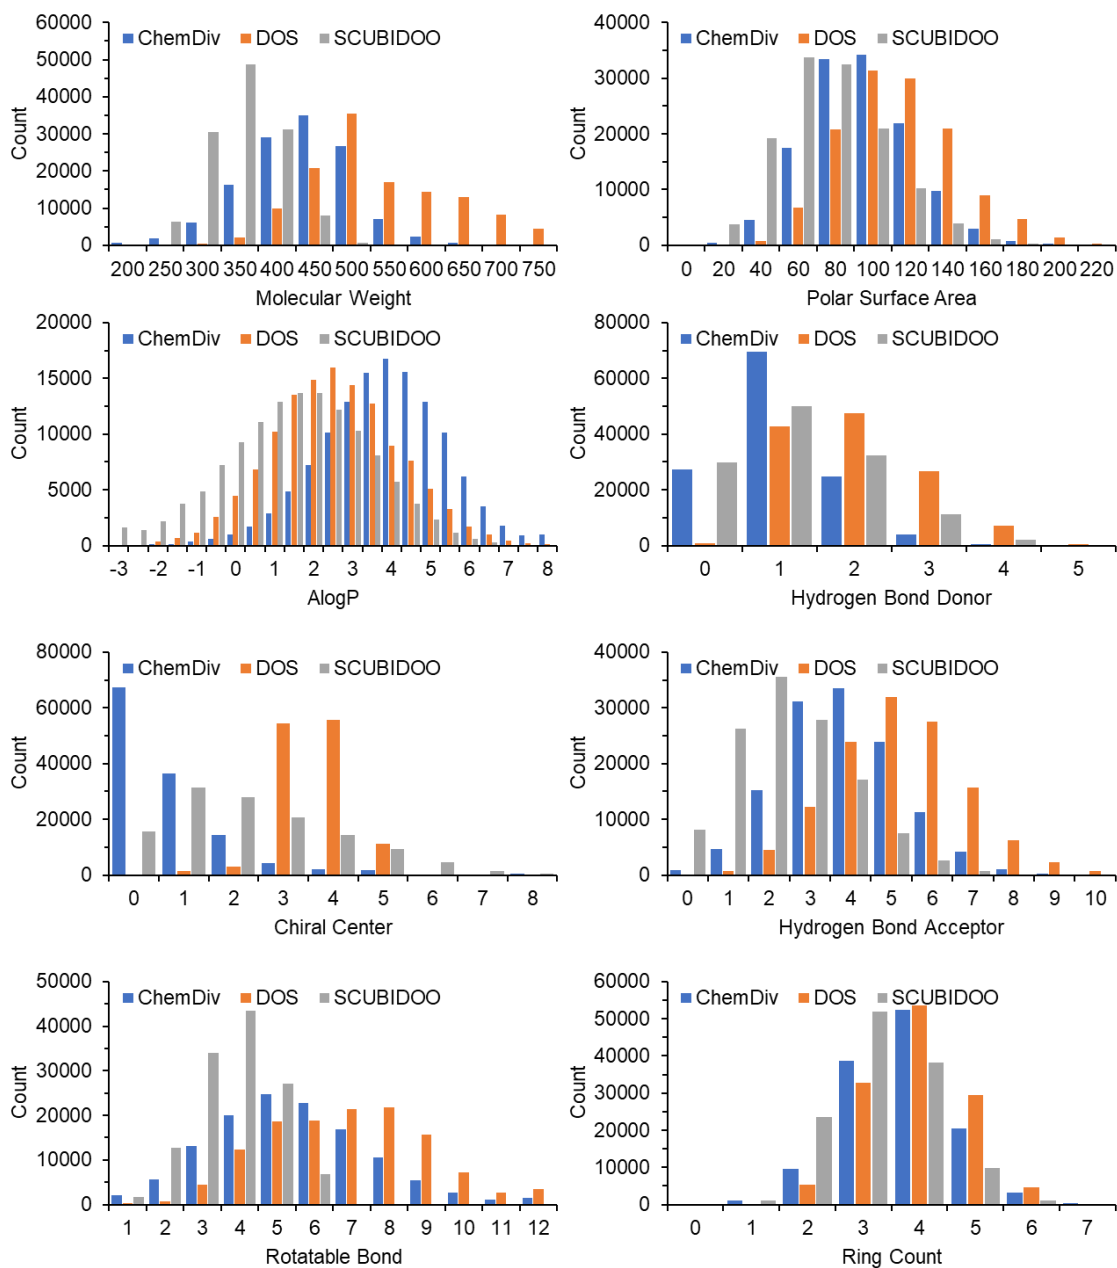 60000
50000
40000
30000
20000
10000
0
Count
ChemDiv DOS SCUBIDOO
200 250 300 350 400 450 500 550 600 650 700 750
Molecular Weight
40000
30000
20000
10000
0
Count
ChemDiv DOS SCUBIDOO
0 20 40 60 80 100 120 140 160 180 200 220
Polar Surface Area
20000
15000
10000
5000
0
Count
ChemDiv DOS SCUBIDOO
-3 -2 -1 0 1 2 3 4 5 6 7 8
AlogP
80000
60000
40000
20000
0
Count
ChemDiv DOS SCUBIDOO
0 1 2 3 4 5
Hydrogen Bond Donor
80000
60000
40000
20000
0
Count
ChemDiv DOS SCUBIDOO
0 1 2 3 4 5 6 7 8
Chiral Center
40000
30000
20000
10000
0
Count
ChemDiv DOS SCUBIDOO
0 1 2 3 4 5 6 7 8 9 10
Hydrogen Bond Acceptor
50000
40000
30000
20000
10000
0
Count
ChemDiv DOS SCUBIDOO
1 2 3 4 5 6 7 8 9 10 11 12
Rotatable Bond
60000
50000
40000
30000
20000
10000
0
Count
ChemDiv DOS SCUBIDOO
0 1 2 3 4 5 6 7
Ring Count